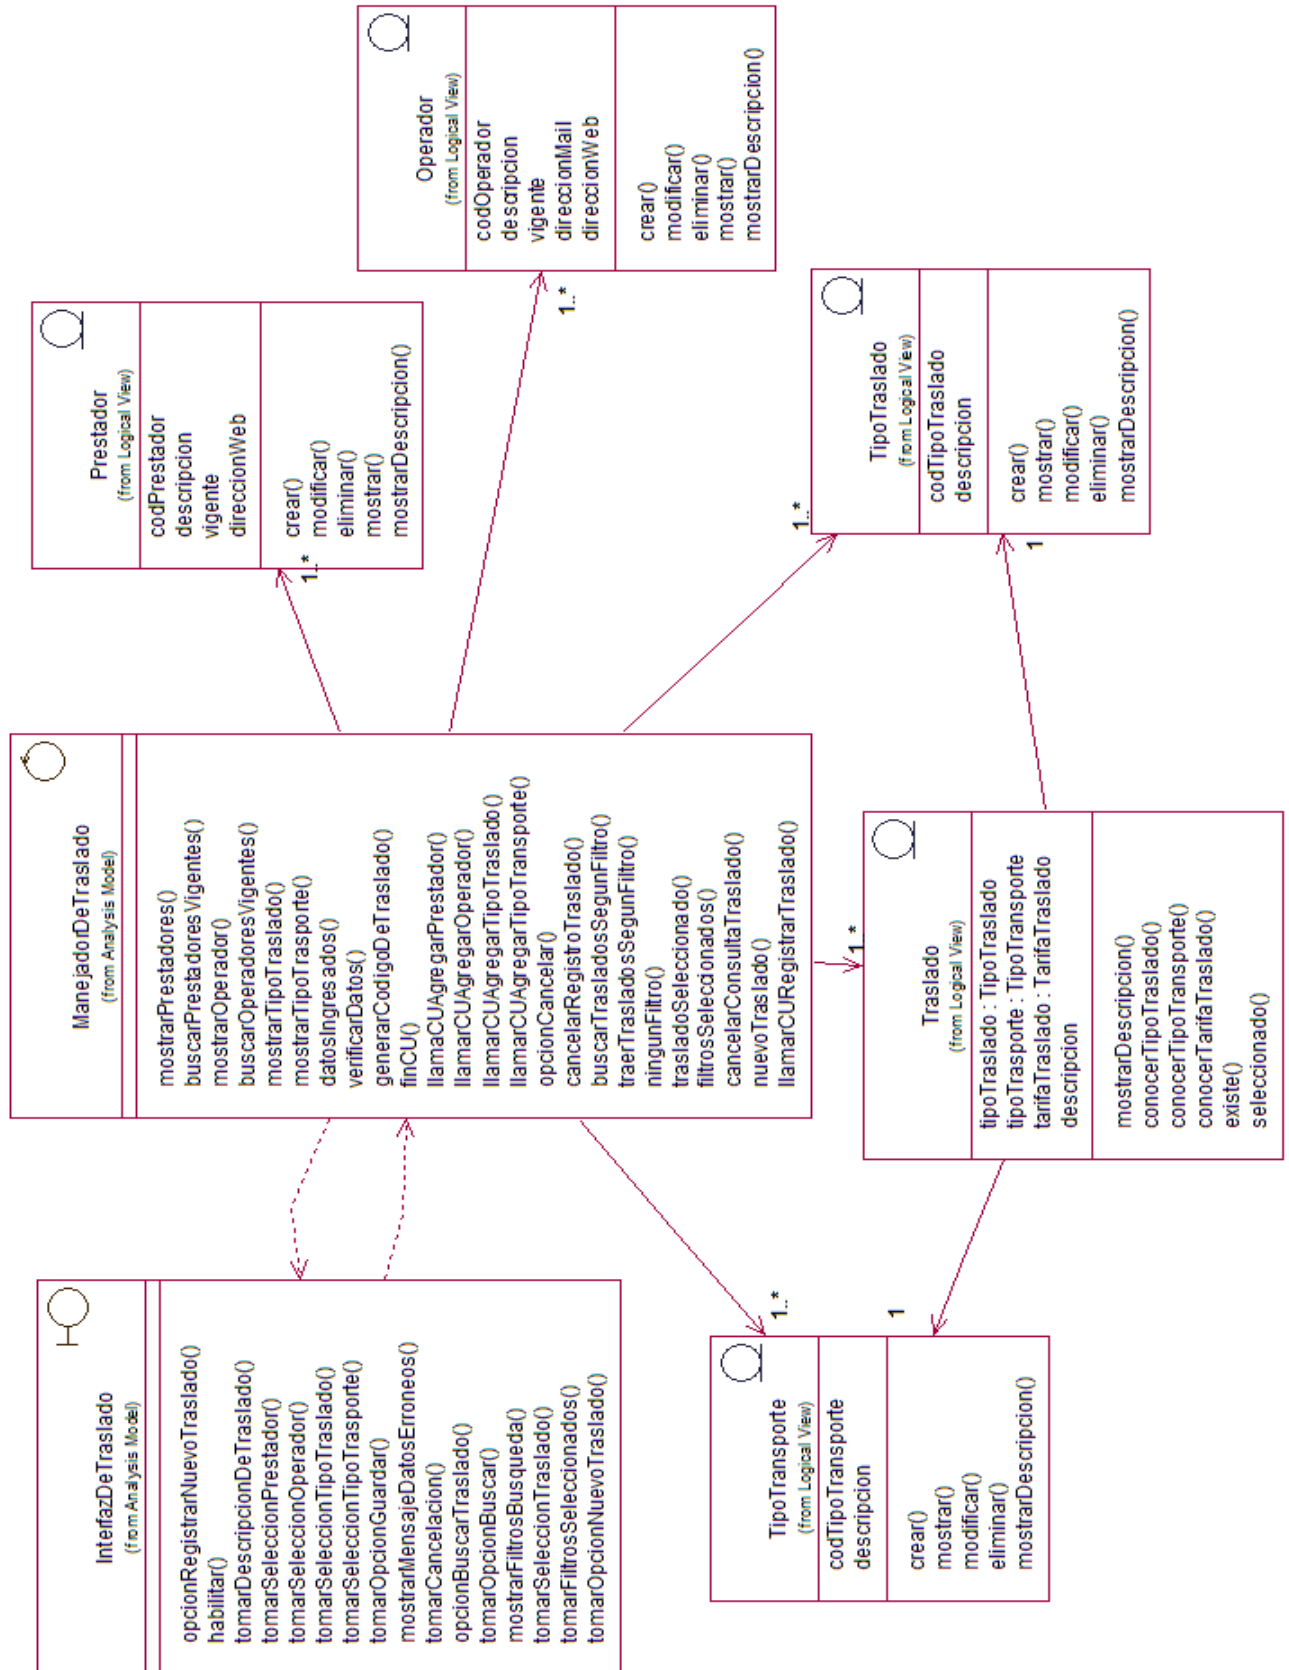 InterfazDeTraslado
(from Analysis Model)
opcionRegistrarNuevoTraslado()
habilitar()
tomarDescripcionDeTraslado()
tomarSeleccionPrestador()
tomarSeleccionOperador()
tomarSeleccionTipoTraslado()
tomarSeleccionTipoTrasporte()
tomarOpcionGuardar()
mostrarMensajeDatosErroneos()
tomarCancelacion()
opcionBuscarTraslado()
tomarOpcionBuscar()
mostrarFiltrosBusqueda()
tomarSeleccionTraslado()
tomarFiltrosSeleccionados()
tomarOpcionNuevoTraslado()
ManejadorDeTraslado
(from Analysis Model)
mostrarPrestadores()
buscarPrestadoresVigentes()
mostrarOperador()
buscarOperadoresVigentes()
mostrarTipoTraslado()
mostrarTipoTrasporte()
datosIngresados()
verificarDatos()
generarCodigoDeTraslado()
finCU()
llamarCUAgregarPrestador()
llamarCUAgregarOperador()
llamarCUAgregarTipoTraslado()
llamarCUAgregarTipoTransporte()
opcionCancelar()
cancelarRegistroTraslado()
buscarTrasladosSegunFiltro()
traerTrasladosSegunFiltro()
ningunFiltro()
trasladoSeleccionado()
filtrosSeleccionados()
cancelarConsultaTraslado()
nuevoTraslado()
llamarCURegistrarTraslado()
Prestador
(from Logical View)
codPrestador
descripcion
vigente
direccionWeb
crear()
modificar()
eliminar()
mostrar()
mostrarDescripcion()
1..*
Operador
(from Logical View)
codOperador
descripcion
vigente
direccionMail
direccionWeb
crear()
modificar()
eliminar()
mostrar()
mostrarDescripcion()
1..*
TipoTransporte
(from Logical View)
codTipoTransporte
descripcion
crear()
mostrar()
modificar()
eliminar()
mostrarDescripcion()
1..*
1
Traslado
(from Logical View)
tipoTraslado : TipoTraslado
tipoTrasporte : TipoTransporte
tarifaTraslado : TarifaTraslado
descripcion
mostrarDescripcion()
conocerTipoTraslado()
conocerTipoTransporte()
conocerTarifaTraslado()
existe()
seleccionado()
1..*
TipoTraslado
(from Logical View)
codTipoTraslado
descripcion
crear()
mostrar()
modificar()
eliminar()
mostrarDescripcion()
1..*
1